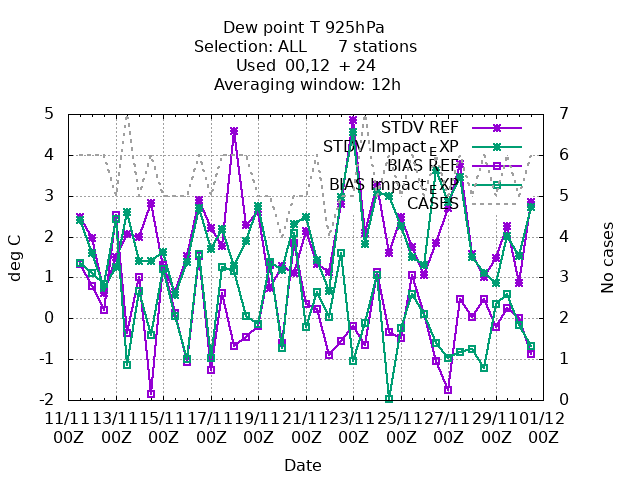 Dew point T 925hPa
Selection: ALL 7 stations
Used 00,12 + 24
Averaging window: 12h
5 7
STDV REF
4 6
STDV Impact_EXP
BIAS REF
BIAS Impact_EXP
3 5
CASES
2 4
1 3
0 2
-1 1
-2 0
deg C
No cases
11/11 13/11 15/11 17/11 19/11 21/11 23/11 25/11 27/11 29/11 01/12
00Z 00Z 00Z 00Z 00Z 00Z 00Z 00Z 00Z 00Z 00Z
Date